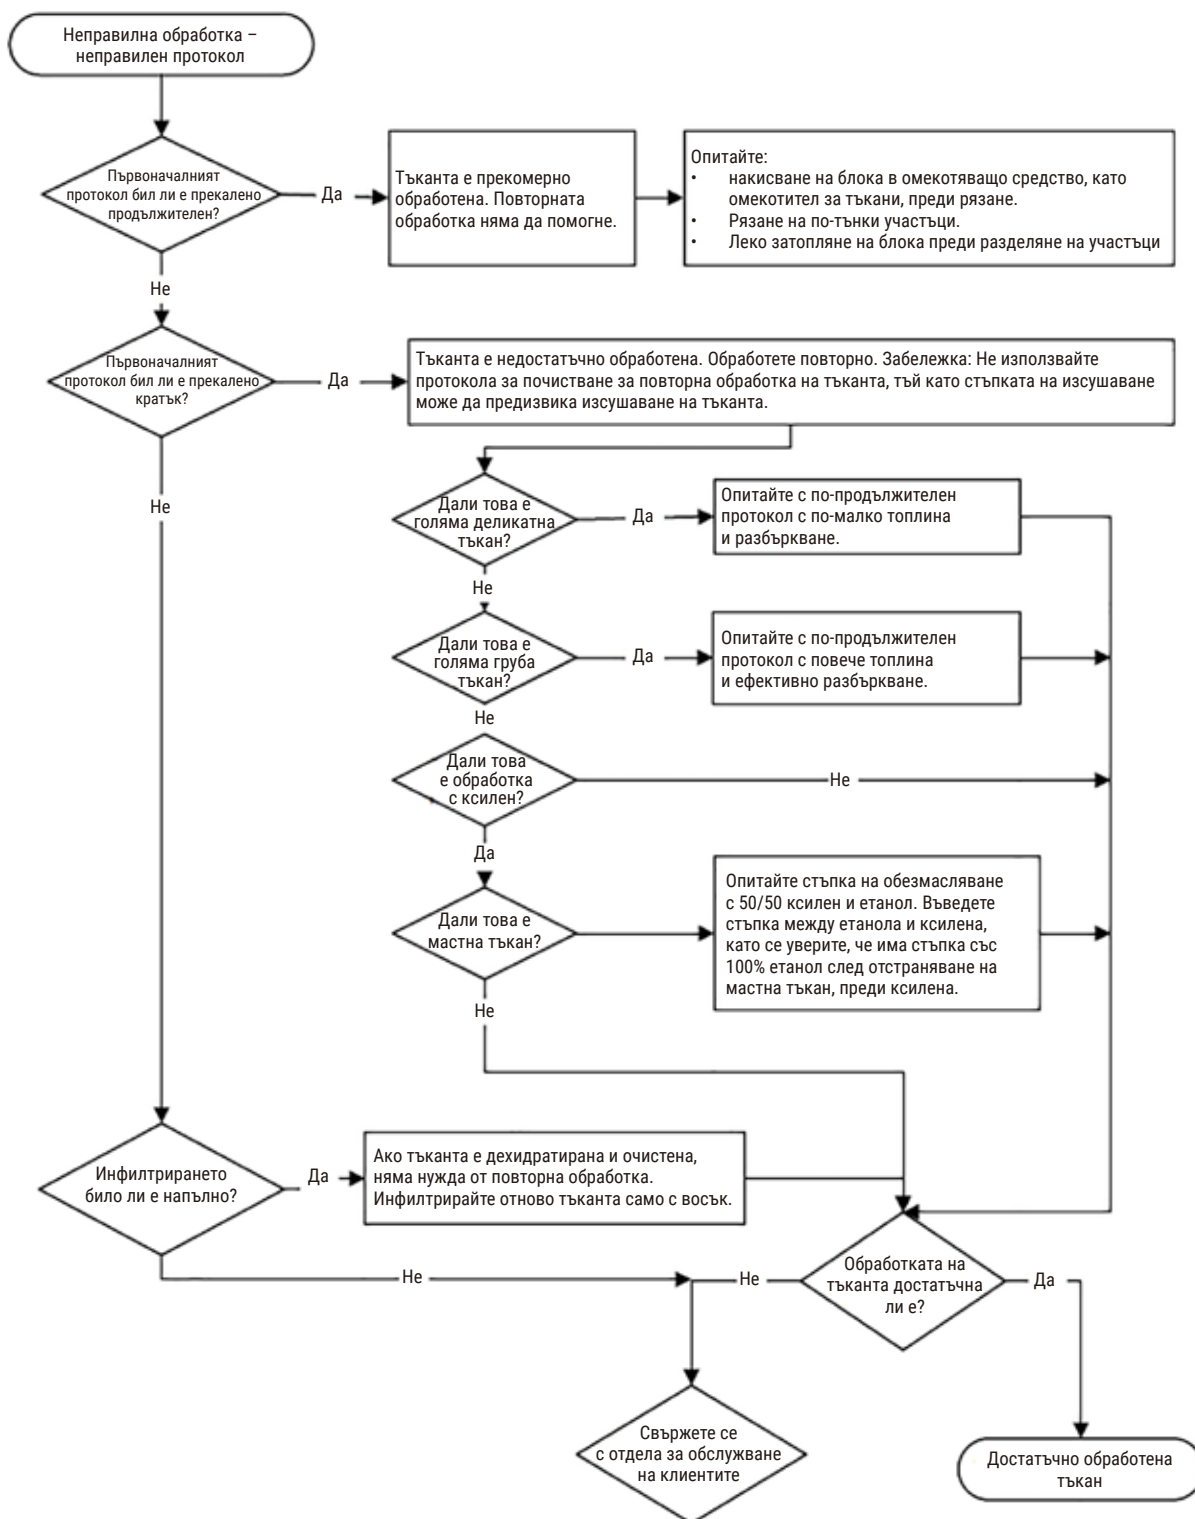 Неправилна обработка –
неправилен протокол
Първоначалният
протокол бил ли е прекалено
продължителен?
Да
Тъканта е прекомерно
обработена. Повторната
обработка няма да помогне.
Опитайте:
• накисване на блока в омекотяващо средство, като
омекотител за тъкани, преди рязане.
• Рязане на по-тънки участъци.
• Леко затопляне на блока преди разделяне на участъци
Не
Първоначалният
протокол бил ли е прекалено
кратък?
Да
Тъканта е недостатъчно обработена. Обработете повторно. Забележка: Не използвайте
протокола за почистване за повторна обработка на тъканта, тъй като стъпката на изсушаване
може да предизвика изсушаване на тъканта.
Не
Дали това е
голяма деликатна
тъкан?
Да
Опитайте с по-продължителен
протокол с по-малко топлина
и разбъркване.
Не
Дали това е
голяма груба
тъкан?
Да
Опитайте с по-продължителен
протокол с повече топлина
и ефективно разбъркване.
Не
Дали това
е обработка
с ксилен?
Не
Да
Дали това е
мастна тъкан?
Опитайте стъпка на обезмасляване
с 50/50 ксилен и етанол. Въведете
стъпка между етанола и ксилена,
като се уверите, че има стъпка със
100% етанол след отстраняване на
мастна тъкан, преди ксилена.
Не
Инфилтрирането
било ли е напълно?
Да
Ако тъканта е дехидратирана и очистена,
няма нужда от повторна обработка.
Инфилтрирайте отново тъканта само с восък.
Не
Не
Обработката на
тъканта достатъчна
ли е?
Да
Свържете се
с отдела за обслужване
на клиентите
Достатъчно обработена
тъкан